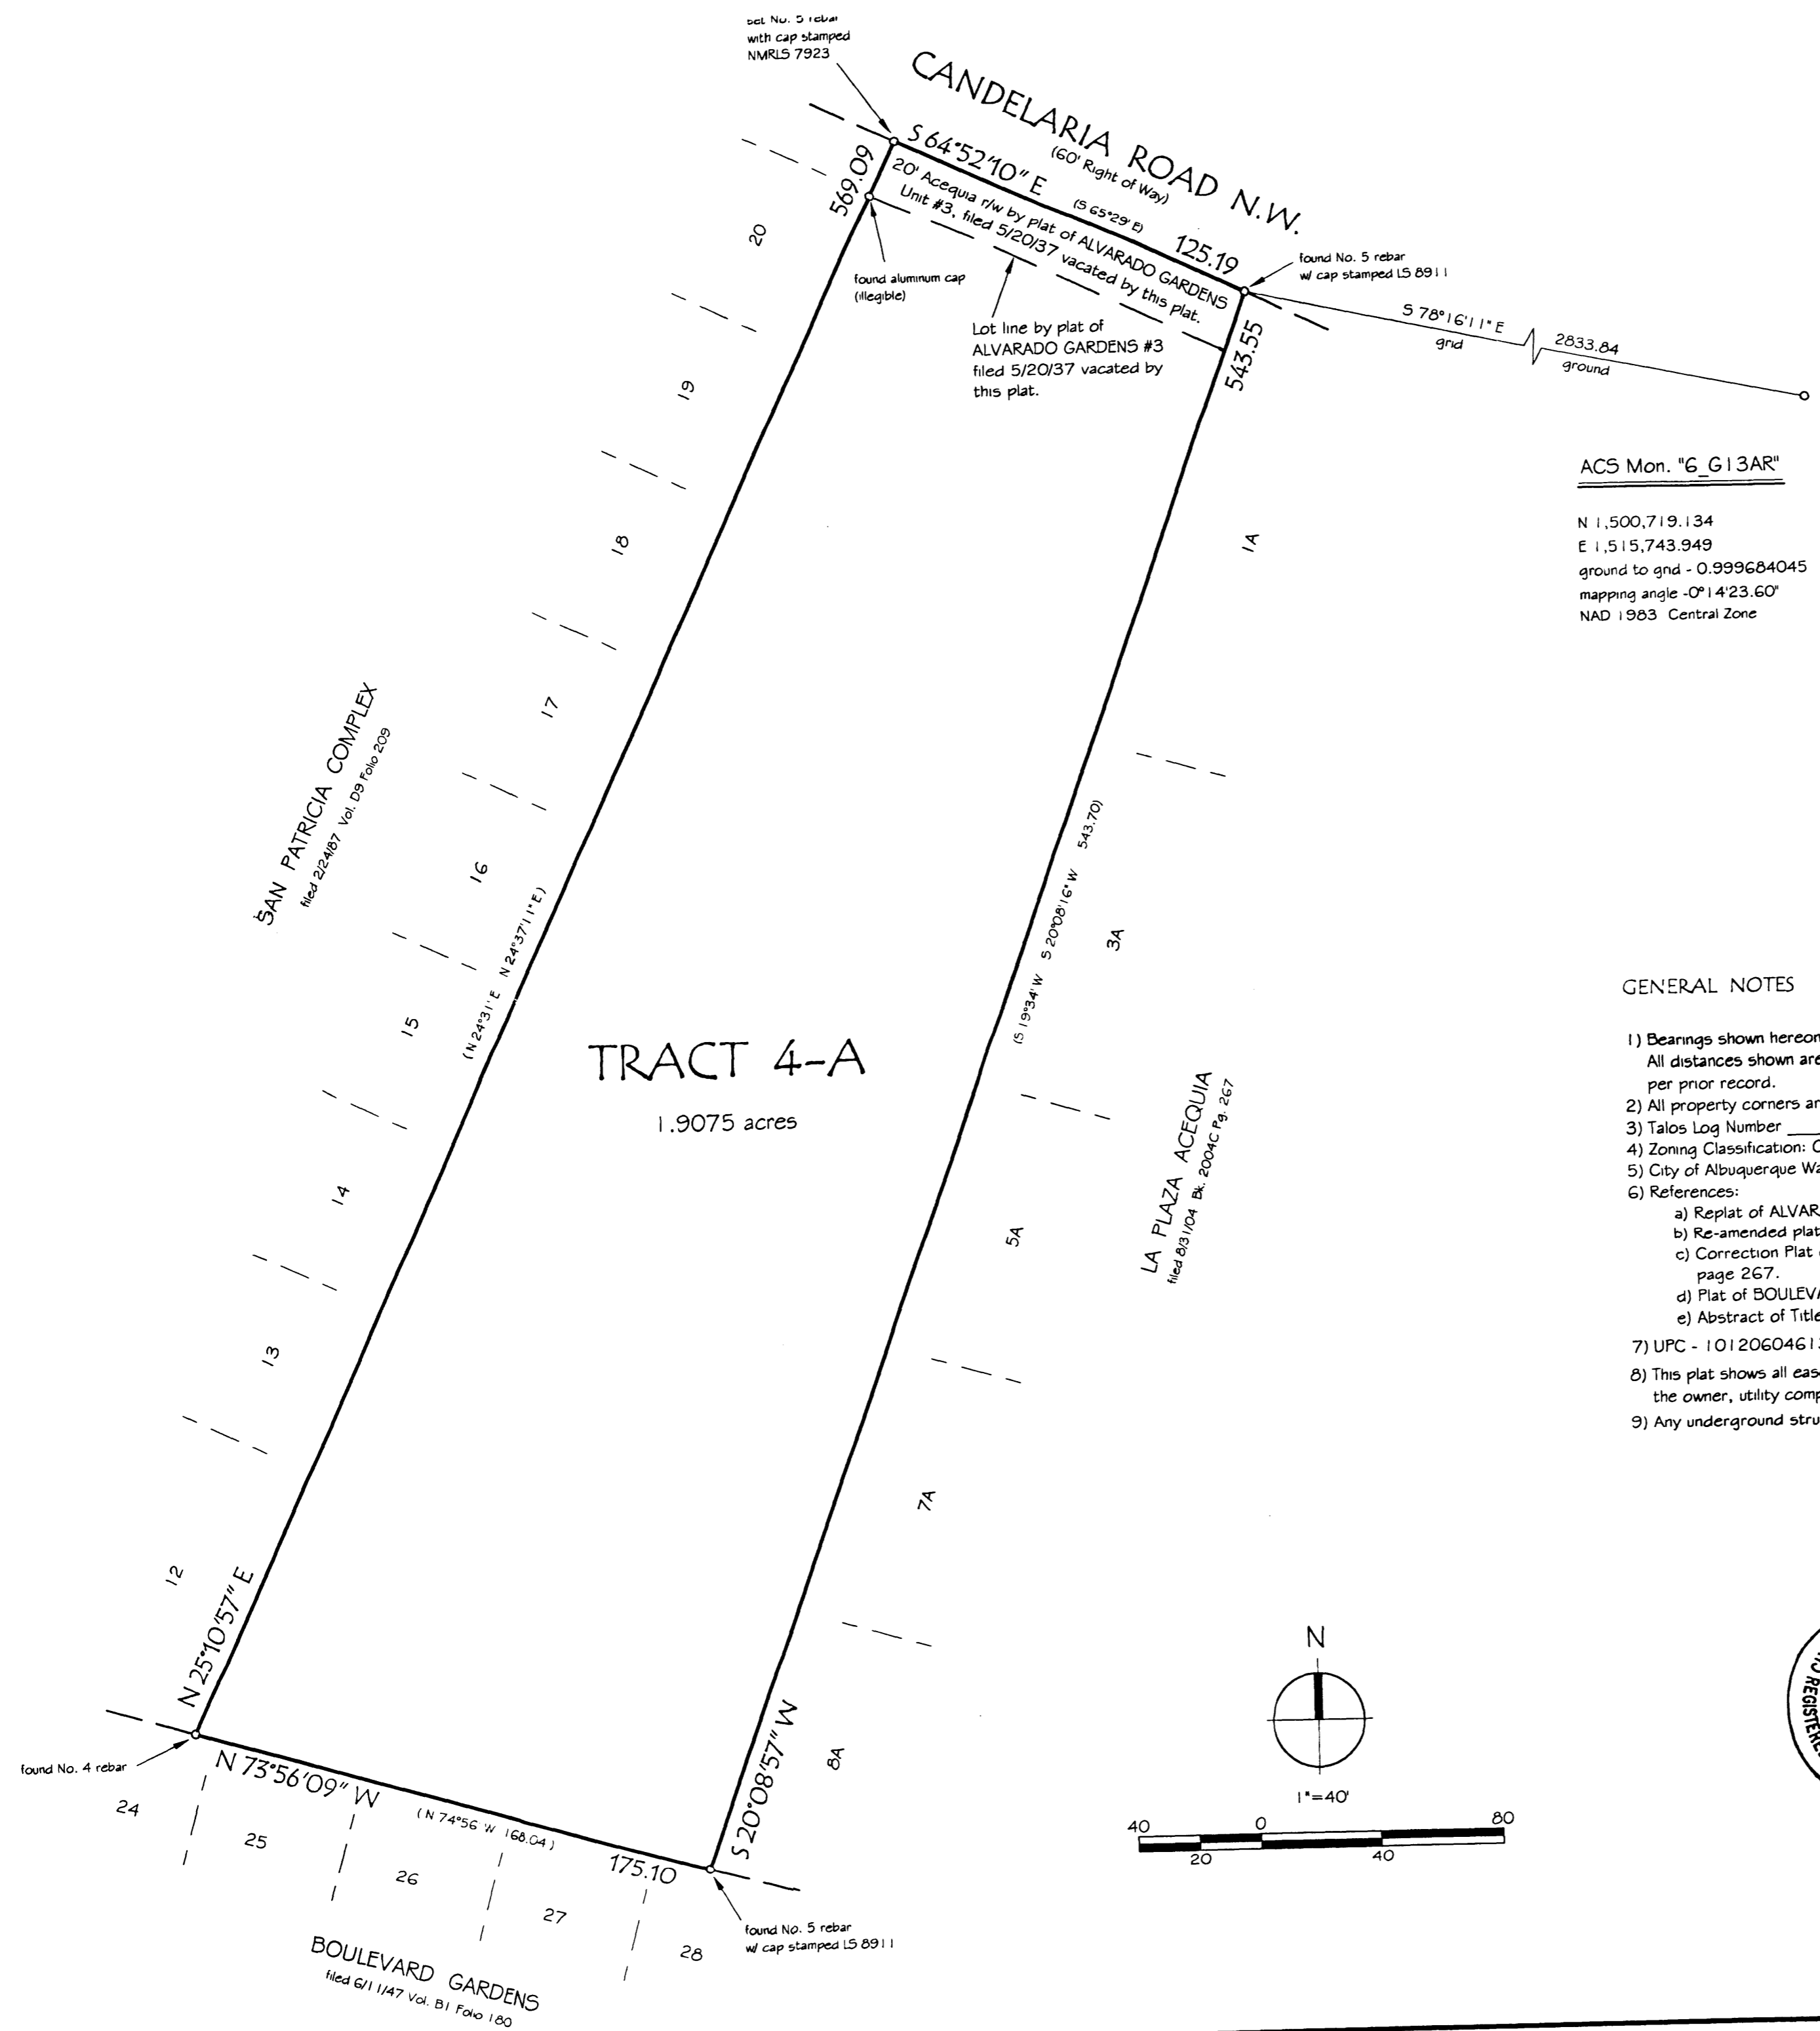 with cap stamped
NMRLS 7923
CANDELARIA ROAD N.W.
(60' Right of Way)
S 64°52'10" E
(S 65°29' E)
125.19
20' Acequia r/w by plat of ALVARADO GARDENS
Unit #3, filed 5/20/37 vacated by this plat.
569.09
found aluminum cap
(illegible)
Lot line by plat of
ALVARADO GARDENS #3
filed 5/20/37 vacated by
this plat.
found No. 5 rebar
w/ cap stamped LS 8911
543.55
S 78°16'11" E
grid
2833.84
ground
ACS Mon. "6_G13AR"
N 1,500,719.134
E 1,515,743.949
ground to grid - 0.999684045
mapping angle -0°14'23.60"
NAD 1983 Central Zone
20
19
18
17
16
15
14
13
12
SAN PATRICIA COMPLEX
filed 2/24/87 Vol. D9 Folio 209
(N 24°31' E N 24°37'11" E)
N 25°10'57" E
TRACT 4-A
1.9075 acres
(S 19°34' W S 20°08'16" W 543.70)
1A
3A
5A
7A
8A
LA PLAZA ACEQUIA
filed 8/31/04 Bk. 2004C Pg. 267
S 20°08'57" W
GENERAL NOTES
1) Bearings shown hereon
All distances shown are
per prior record.
2) All property corners
3) Talos Log Number
4) Zoning Classification:
5) City of Albuquerque
6) References:
a) Replat of
b) Re-amended plat
c) Correction Plat
page 267.
d) Plat of
e) Abstract of Title
7) UPC - 1012060461
8) This plat shows all
the owner, utility
9) Any underground
found No. 4 rebar
N 73°56'09" W
(N 74°56 W 168.04)
175.10
24
25
26
27
28
found No. 5 rebar
w/ cap stamped LS 8911
BOULEVARD GARDENS
filed 6/11/47 Vol. B1 Folio 180
N
1"=40'
40 0 80
20 40
REGISTERED